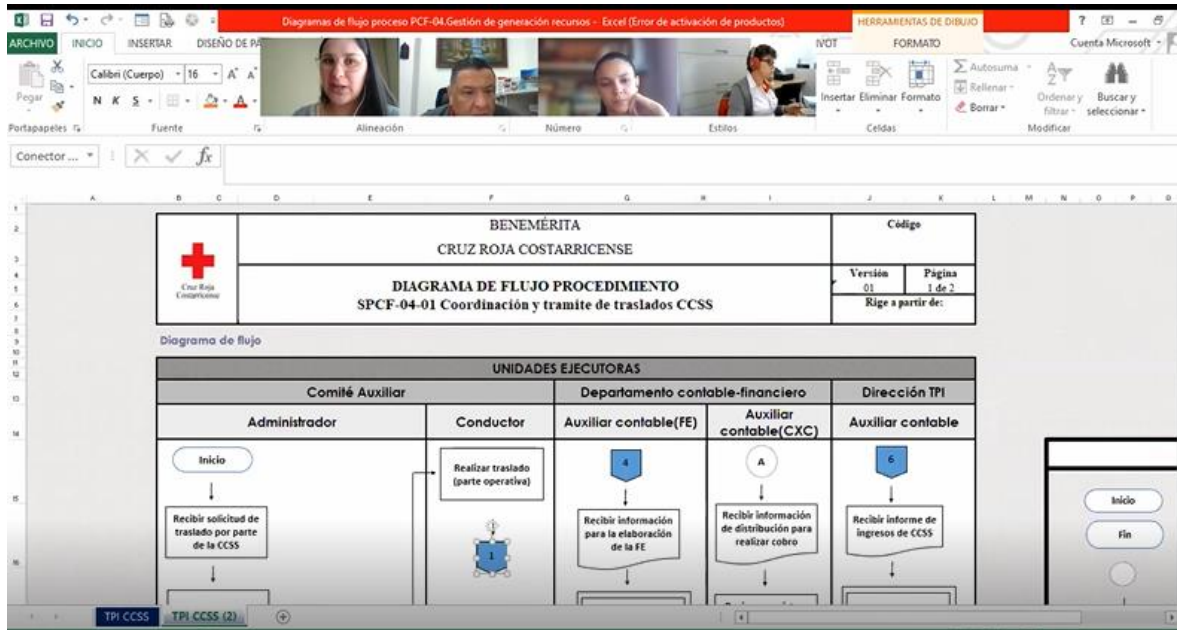 Diagramas de flujo proceso PCF-04.Gestión de generación recursos - Excel (Error de activación de productos)
HERRAMIENTAS DE DIBUJO
ARCHIVO INICIO INSERTAR DISEÑO DE PÁ
FORMATO
Cuenta Microsoft
Pegar
Calibri (Cuerpo) 16
N K S
Insertar Eliminar Formato
Autosuma
Rellenar
Borrar
Ordenar y filtrar
Buscar y seleccionar
Portapapeles Fuente Alineación Número Estilos Celdas Modificar
Conector ...
fx
BENEMÉRITA
CRUZ ROJA COSTARRICENSE
Código
Cruz Roja
Costarricense
DIAGRAMA DE FLUJO PROCEDIMIENTO
SPCF-04-01 Coordinación y tramite de traslados CCSS
Versión
01
Página
1 de 2
Rige a partir de:
Diagrama de flujo
UNIDADES EJECUTORAS
Comité Auxiliar Departamento contable-financiero Dirección TPI
Administrador Conductor Auxiliar contable(FE) Auxiliar contable(CXC) Auxiliar contable
Inicio
Recibir solicitud de
traslado por parte
de la CCSS
Realizar traslado
(parte operativa)
1
4
Recibir información
para la elaboración
de la FE
A
Recibir información
de distribución para
realizar cobro
6
Recibir informe de
ingresos de CCSS
Inicio
Fin
TPI CCSS TPI CCSS (2)